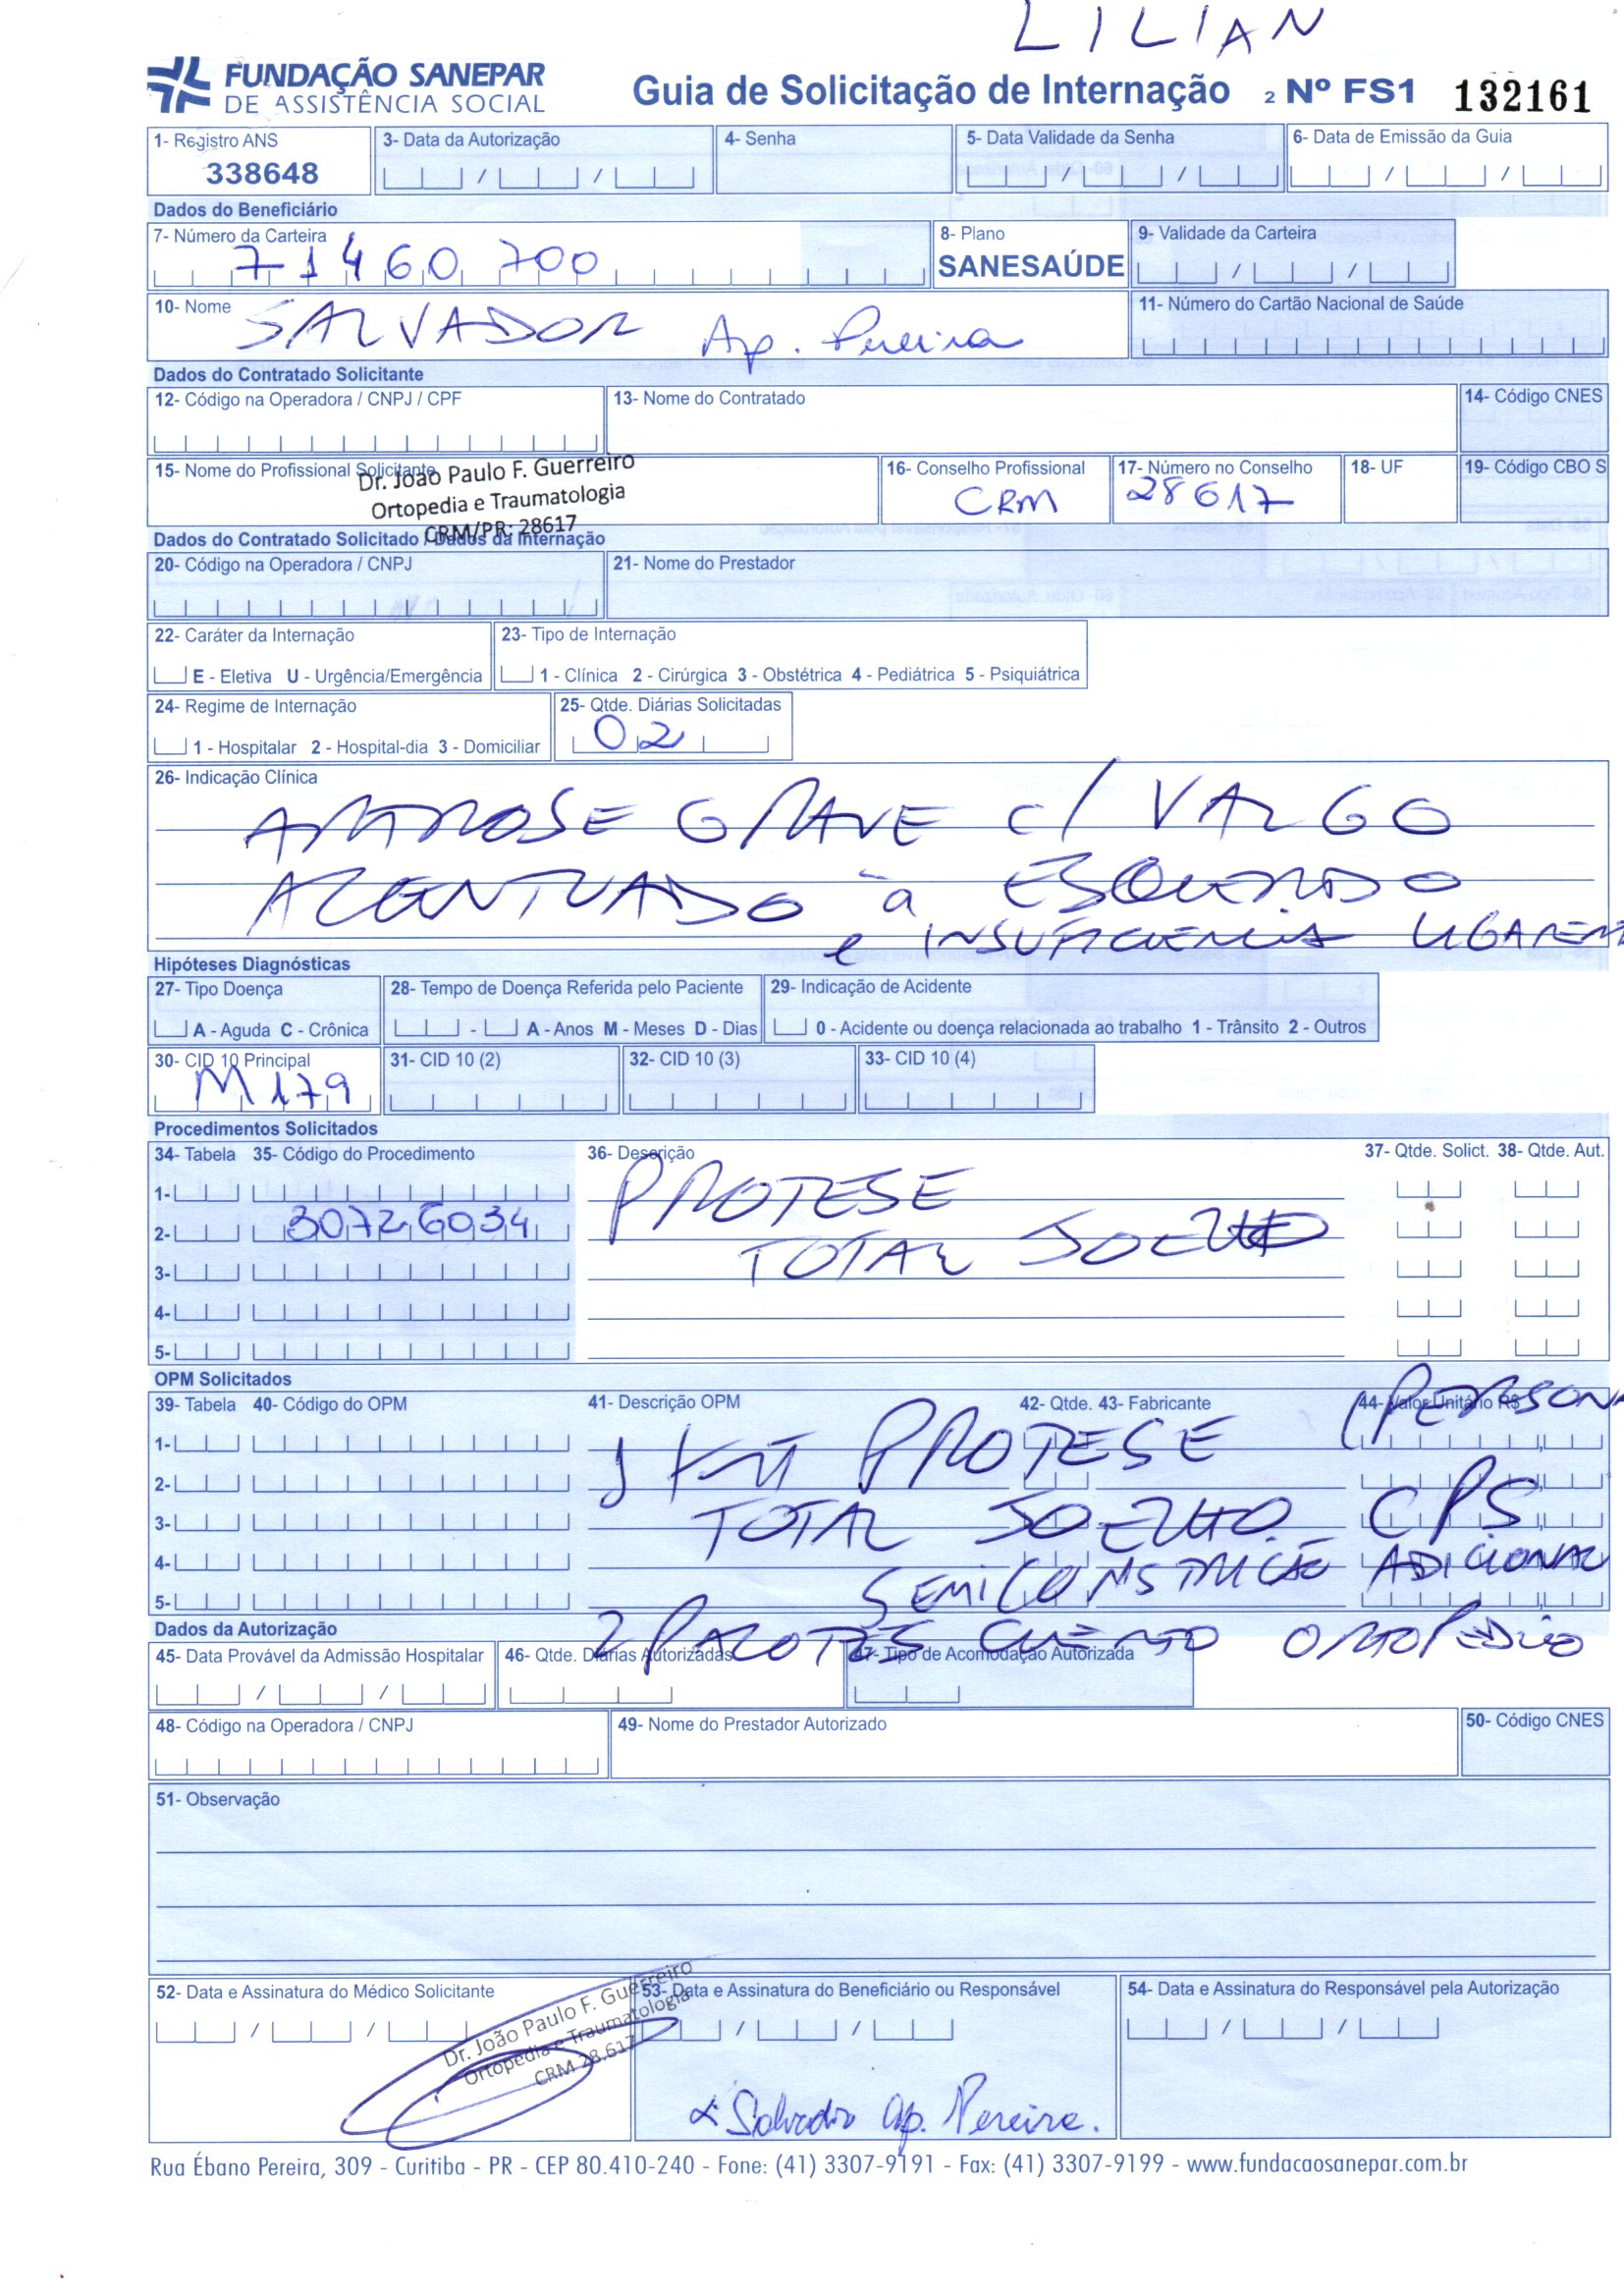 LILIAN
FUNDAÇÃO SANEPAR
DE ASSISTÊNCIA SOCIAL
Guia de Solicitação de Internação 2 Nº FS1 132161
1- Registro ANS 3- Data da Autorização 4- Senha 5- Data Validade da Senha 6- Data de Emissão da Guia
338648
Dados do Beneficiário
7- Número da Carteira 8- Plano 9- Validade da Carteira
71460700 SANESAÚDE
10- Nome 11- Número do Cartão Nacional de Saúde
SALVADOR Ap. Pereira
Dados do Contratado Solicitante
12- Código na Operadora / CNPJ / CPF 13- Nome do Contratado 14- Código CNES
15- Nome do Profissional Solicitante 16- Conselho Profissional 17- Número no Conselho 18- UF 19- Código CBO S
Dr. João Paulo F. Guerreiro
Ortopedia e Traumatologia CRM 28617
CRM/PR: 28617
Dados do Contratado Solicitado / Dados da Internação
20- Código na Operadora / CNPJ 21- Nome do Prestador
22- Caráter da Internação 23- Tipo de Internação
E - Eletiva U - Urgência/Emergência 1 - Clínica 2 - Cirúrgica 3 - Obstétrica 4 - Pediátrica 5 - Psiquiátrica
24- Regime de Internação 25- Qtde. Diárias Solicitadas
1 - Hospitalar 2 - Hospital-dia 3 - Domiciliar 02
26- Indicação Clínica
ARTROSE GRAVE C/ VALGO
ACENTUADO à ESQUERDO
e INSUFICIENCIA LIGAMEN
Hipóteses Diagnósticas
27- Tipo Doença 28- Tempo de Doença Referida pelo Paciente 29- Indicação de Acidente
A - Aguda C - Crônica - A - Anos M - Meses D - Dias 0 - Acidente ou doença relacionada ao trabalho 1 - Trânsito 2 - Outros
30- CID 10 Principal 31- CID 10 (2) 32- CID 10 (3) 33- CID 10 (4)
M179
Procedimentos Solicitados
34- Tabela 35- Código do Procedimento 36- Descrição 37- Qtde. Solict. 38- Qtde. Aut.
1- PROTESE
2- 30726034 TOTAL JOELHO
3-
4-
5-
OPM Solicitados
39- Tabela 40- Código do OPM 41- Descrição OPM 42- Qtde. 43- Fabricante 44- Valor Unitário R$
1- 1 KIT PROTESE (PERSONA
2-
3- TOTAL JOELHO CPS
4- SEMICONSTRICÃO ADICIONAL
5-
2 PACOTES CIMENTO ORTOPEDICO
Dados da Autorização
45- Data Provável da Admissão Hospitalar 46- Qtde. Diárias Autorizadas 47- Tipo de Acomodação Autorizada
48- Código na Operadora / CNPJ 49- Nome do Prestador Autorizado 50- Código CNES
51- Observação
52- Data e Assinatura do Médico Solicitante 53- Data e Assinatura do Beneficiário ou Responsável 54- Data e Assinatura do Responsável pela Autorização
Dr. João Paulo F. Guerreiro
Ortopedia e Traumatologia
CRM 28.617
Salvador Ap. Pereira.
Rua Ébano Pereira, 309 - Curitiba - PR - CEP 80.410-240 - Fone: (41) 3307-9191 - Fax: (41) 3307-9199 - www.fundacaosanepar.com.br